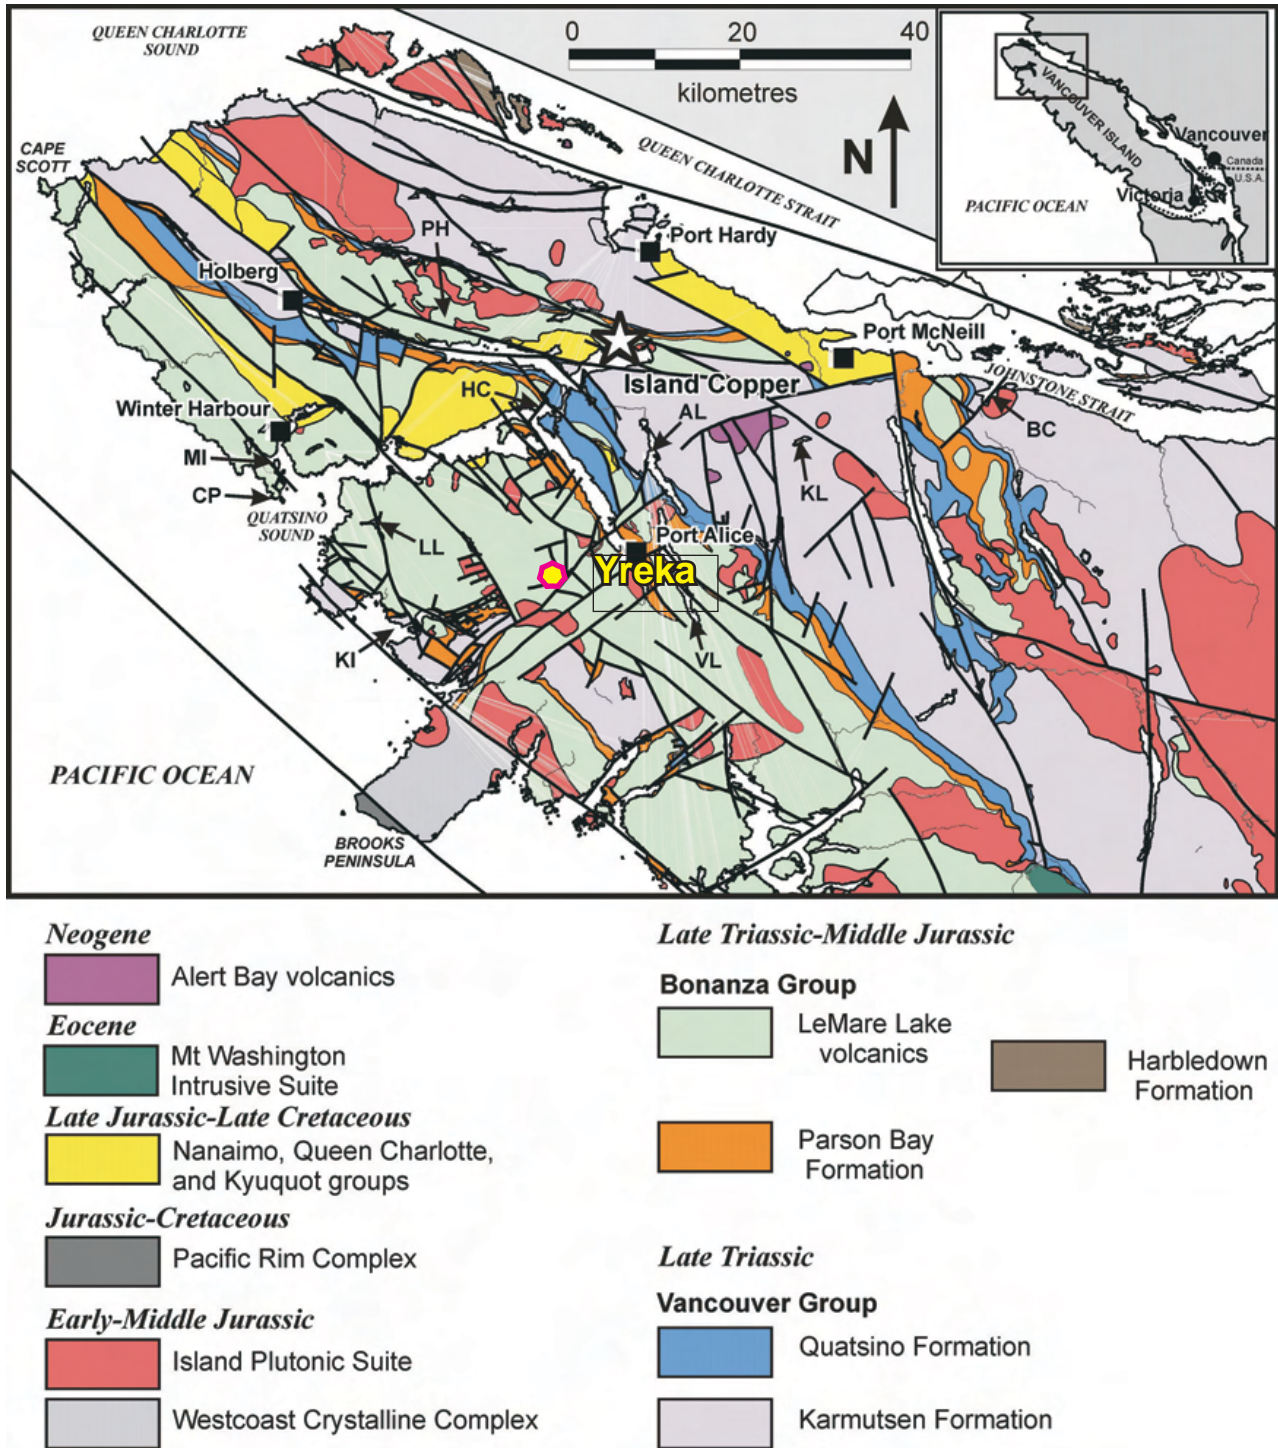 QUEEN CHARLOTTE
SOUND
0
20
40
kilometres
N
QUEEN CHARLOTTE STRAIT
VANCOUVER ISLAND
Vancouver
Canada
U.S.A.
Victoria
PACIFIC OCEAN
CAPE
SCOTT
PH
Port Hardy
Holberg
Port McNeill
Island Copper
JOHNSTONE STRAIT
HC
AL
BC
Winter Harbour
MI
CP
KL
QUATSINO
SOUND
LL
Port Alice
Yreka
KI
VL
PACIFIC OCEAN
BROOKS
PENINSULA
Neogene
Alert Bay volcanics
Eocene
Mt Washington
Intrusive Suite
Late Jurassic-Late Cretaceous
Nanaimo, Queen Charlotte,
and Kyuquot groups
Jurassic-Cretaceous
Pacific Rim Complex
Early-Middle Jurassic
Island Plutonic Suite
Westcoast Crystalline Complex
Late Triassic-Middle Jurassic
Bonanza Group
LeMare Lake
volcanics
Harbledown
Formation
Parson Bay
Formation
Late Triassic
Vancouver Group
Quatsino Formation
Karmutsen Formation